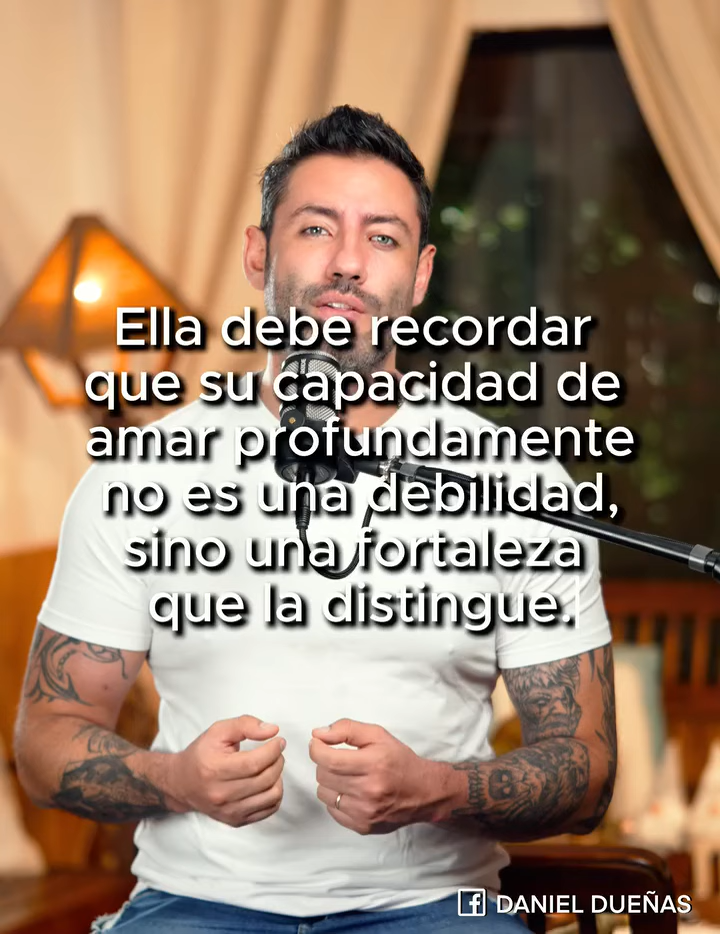 Ella debe recordar
que su capacidad de
amar profundamente
no es una debilidad,
sino una fortaleza
que la distingue.
DANIEL DUEÑAS